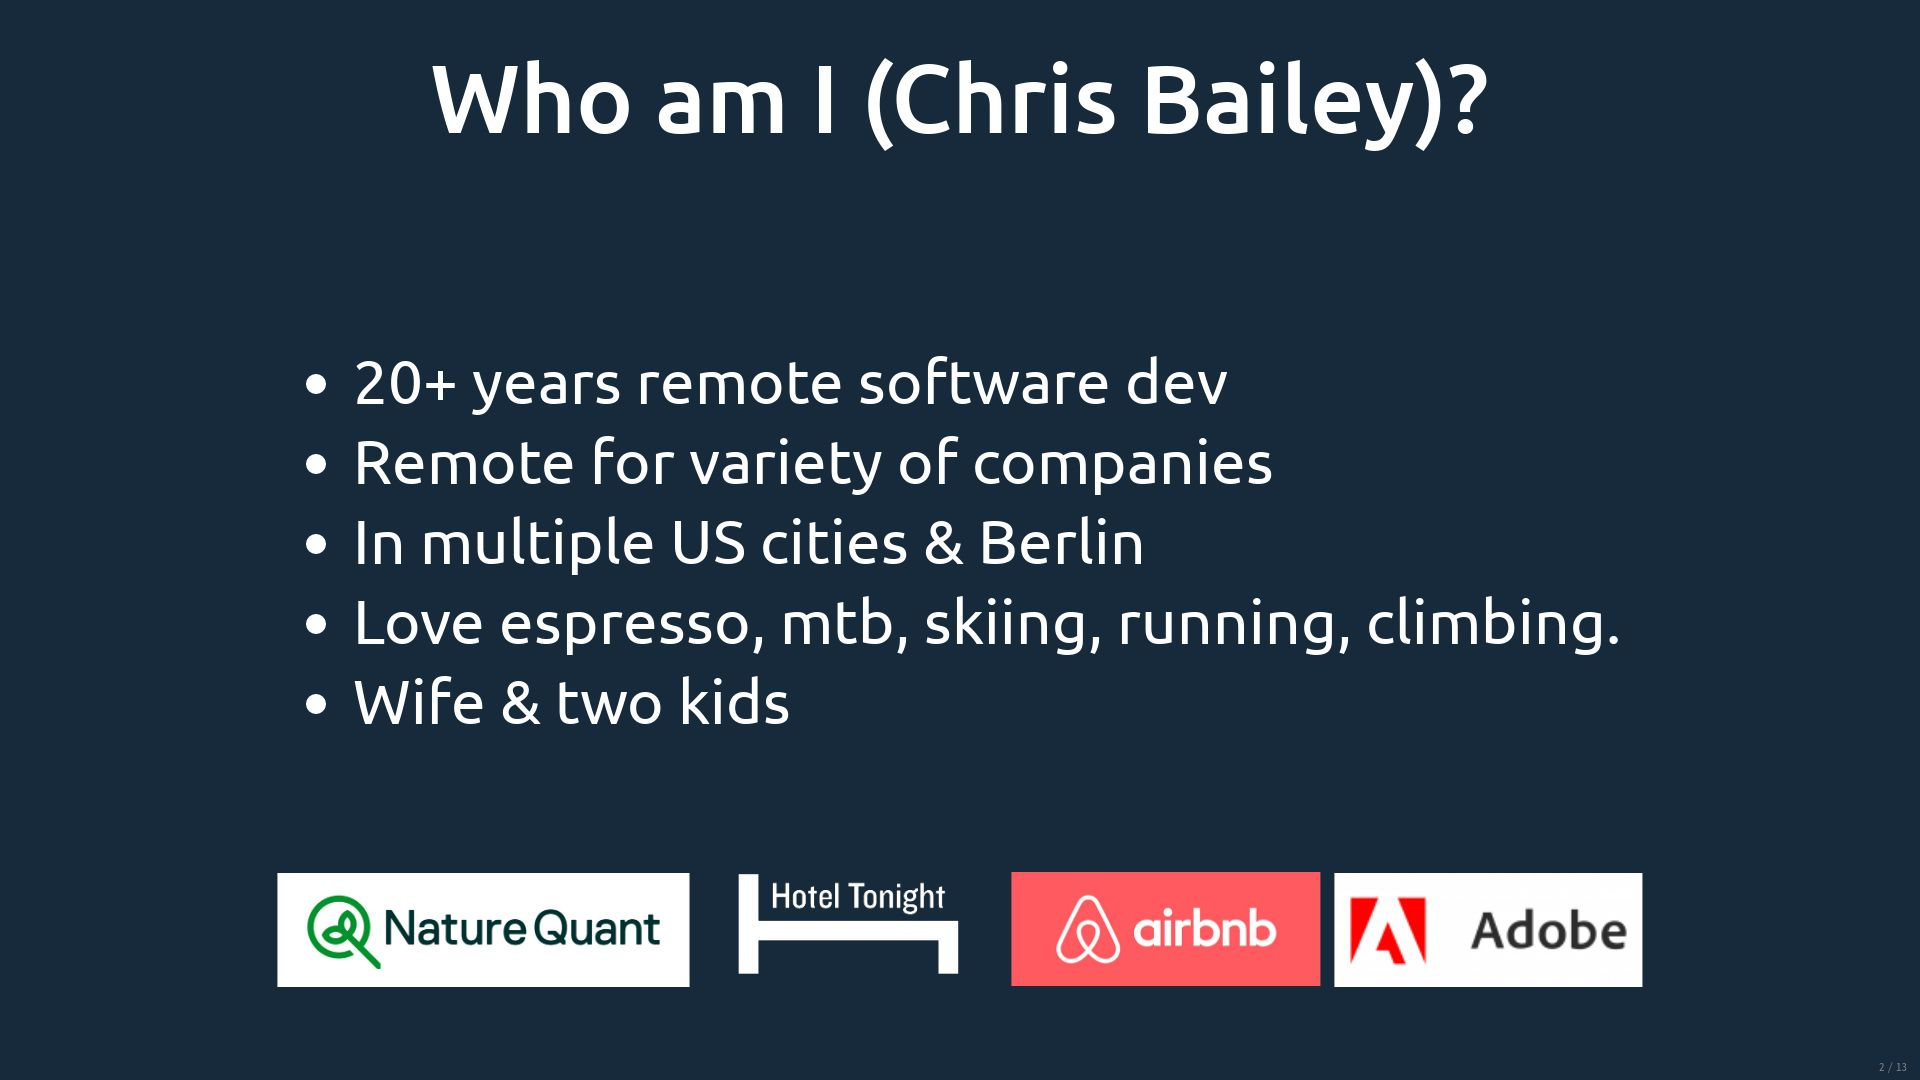 Who am I (Chris Bailey)?
• 20+ years remote software dev
• Remote for variety of companies
• In multiple US cities & Berlin
• Love espresso, mtb, skiing, running, climbing.
• Wife & two kids
NatureQuant
Hotel Tonight
airbnb
Adobe
2 / 13